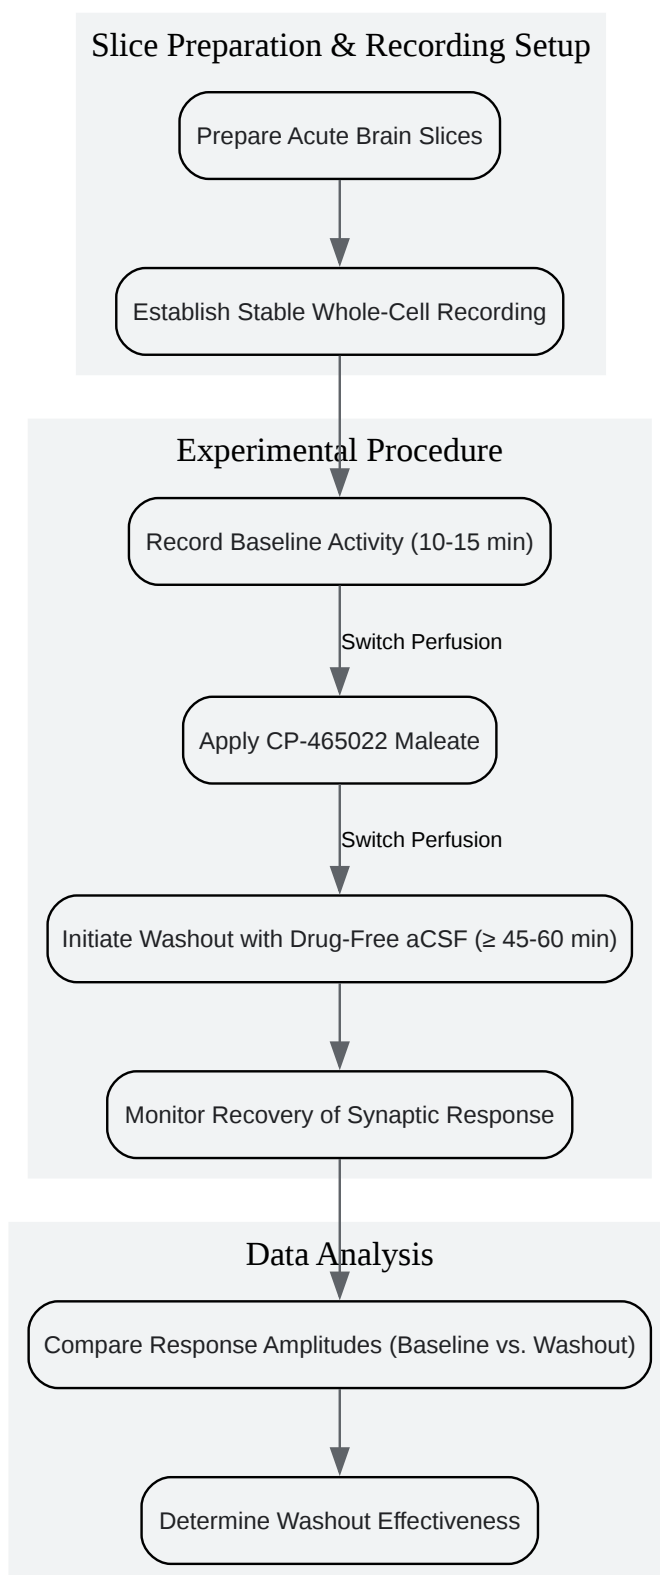 Slice Preparation & Recording Setup
Prepare Acute Brain Slices
Establish Stable Whole-Cell Recording
Experimental Procedure
Record Baseline Activity (10-15 min)
Switch Perfusion
Apply CP-465022 Maleate
Switch Perfusion
Initiate Washout with Drug-Free aCSF (≥ 45-60 min)
Monitor Recovery of Synaptic Response
Data Analysis
Compare Response Amplitudes (Baseline vs. Washout)
Determine Washout Effectiveness